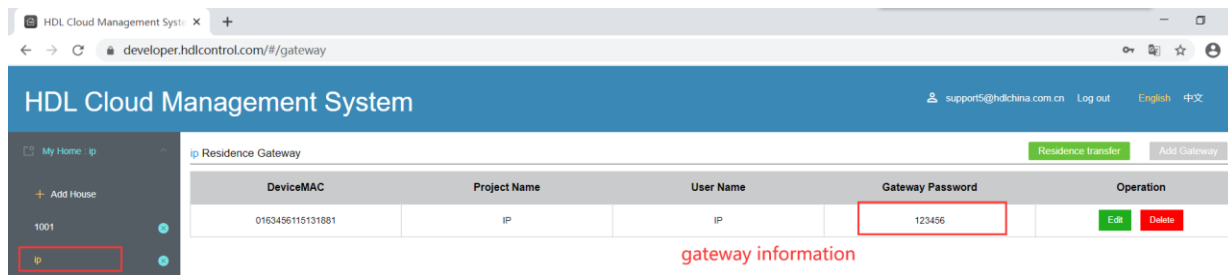 HDL Cloud Management Syste
developer.hdlcontrol.com/#/gateway
HDL Cloud Management System
support5@hdlchina.com.cn Log out English 中文
My Home : ip
ip Residence Gateway
Residence transfer
Add Gateway
+ Add House
DeviceMAC Project Name User Name Gateway Password Operation
1001
0163456115131881 IP IP 123456 Edit Delete
ip
gateway information